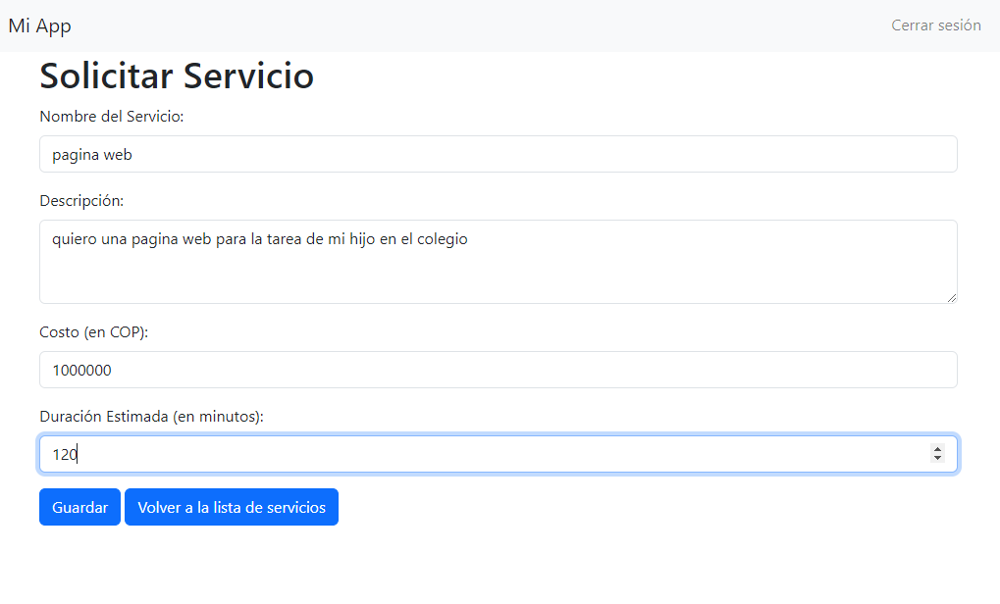 Mi App
Cerrar sesión
Solicitar Servicio
Nombre del Servicio:
pagina web
Descripción:
quiero una pagina web para la tarea de mi hijo en el colegio
Costo (en COP):
1000000
Duración Estimada (en minutos):
120
Guardar
Volver a la lista de servicios